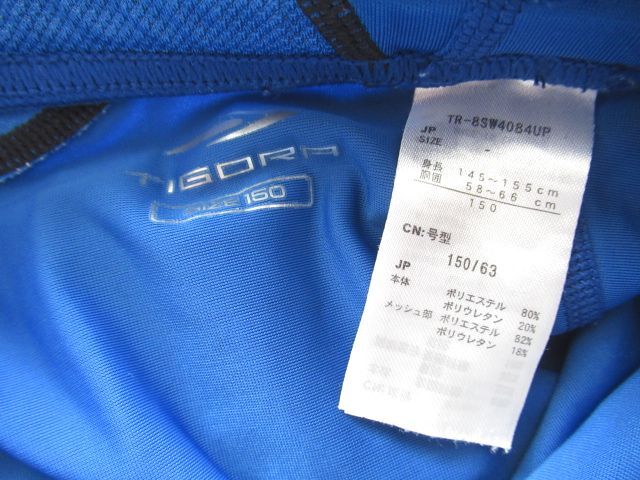 TIGORA
SIZE 160
TR-8SW4084UP
JP
SIZE -
身長 145~155cm
胴囲 58~66 cm
150
CN:号型
JP 150/63
本体 ポリエステル 80%
ポリウレタン 20%
メッシュ部 ポリエステル 82%
ポリウレタン 18%